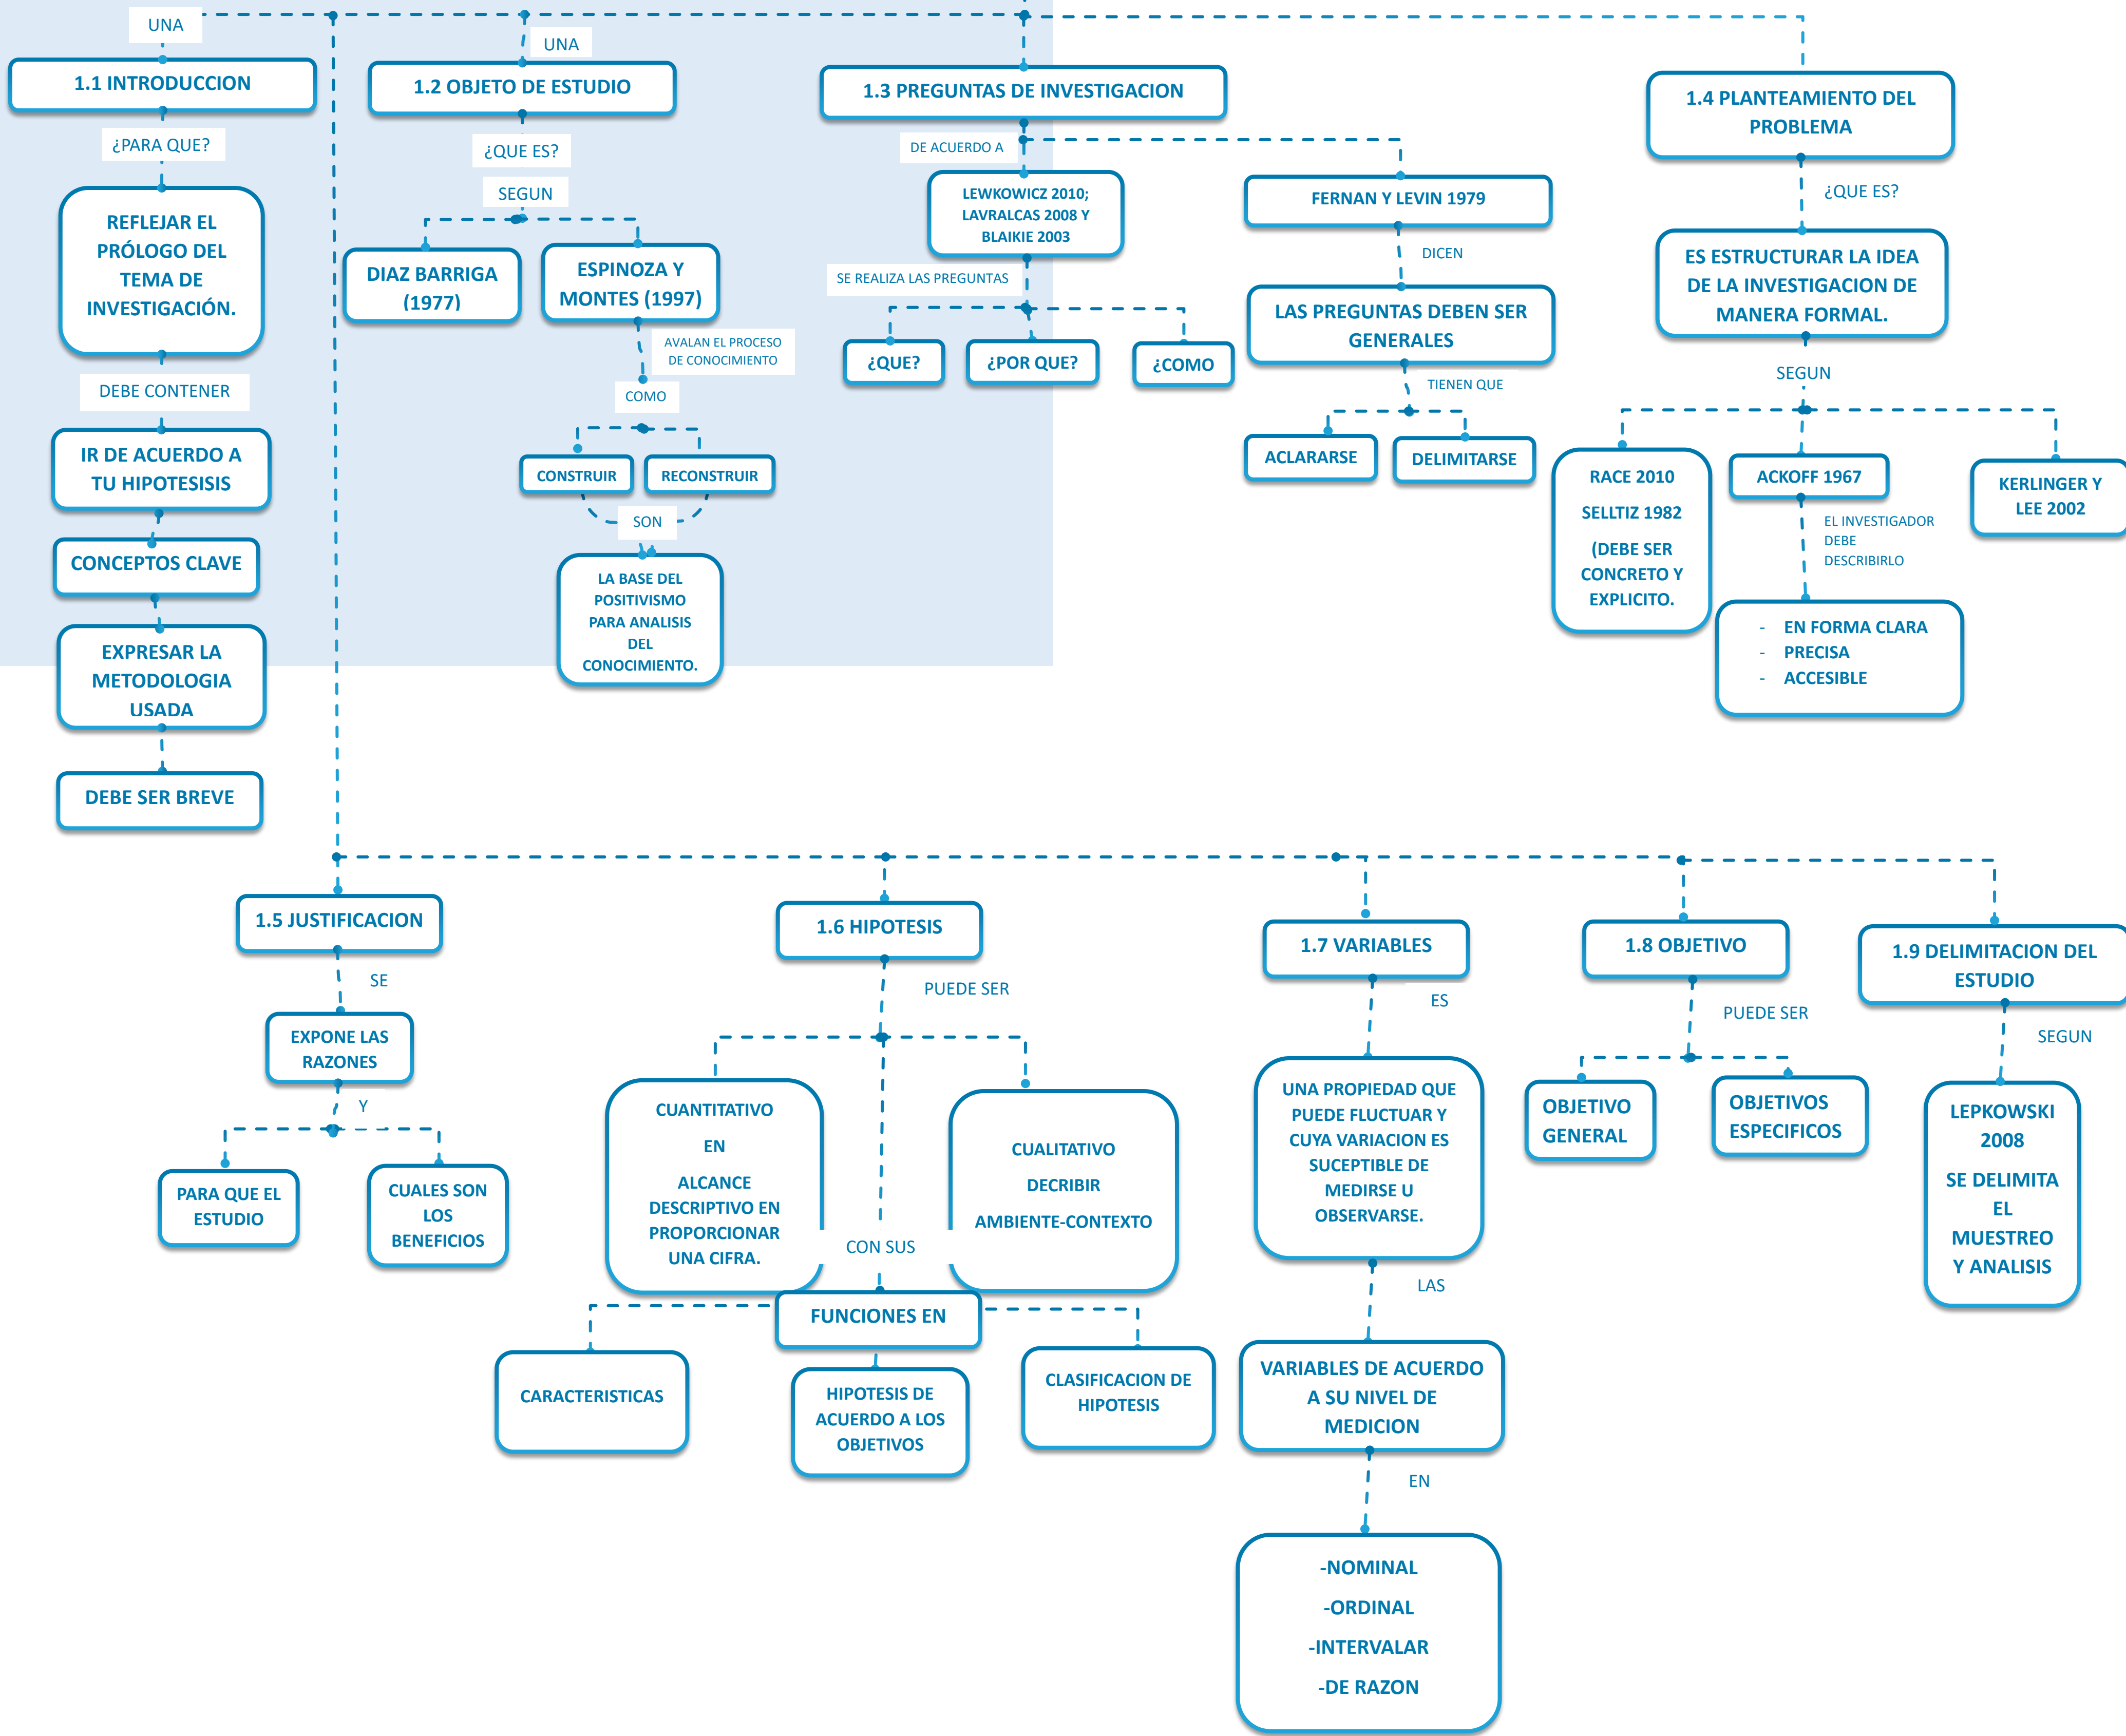 UNA
1.1 INTRODUCCION
¿PARA QUE?
REFLEJAR EL
PRÓLOGO DEL
TEMA DE
INVESTIGACIÓN.
DEBE CONTENER
IR DE ACUERDO A
TU HIPOTESISIS
CONCEPTOS CLAVE
EXPRESAR LA
METODOLOGIA
USADA
DEBE SER BREVE
UNA
1.2 OBJETO DE ESTUDIO
¿QUE ES?
SEGUN
DIAZ BARRIGA
(1977)
ESPINOZA Y
MONTES (1997)
AVALAN EL PROCESO
DE CONOCIMIENTO
COMO
CONSTRUIR
RECONSTRUIR
SON
LA BASE DEL
POSITIVISMO
PARA ANALISIS
DEL
CONOCIMIENTO.
1.3 PREGUNTAS DE INVESTIGACION
DE ACUERDO A
LEWKOWICZ 2010;
LAVRALCAS 2008 Y
BLAIKIE 2003
SE REALIZA LAS PREGUNTAS
¿QUE?
¿POR QUE?
¿COMO
FERNAN Y LEVIN 1979
DICEN
LAS PREGUNTAS DEBEN SER
GENERALES
TIENEN QUE
ACLARARSE
DELIMITARSE
1.4 PLANTEAMIENTO DEL
PROBLEMA
¿QUE ES?
ES ESTRUCTURAR LA IDEA
DE LA INVESTIGACION DE
MANERA FORMAL.
SEGUN
RACE 2010
SELLTIZ 1982
(DEBE SER
CONCRETO Y
EXPLICITO.
ACKOFF 1967
EL INVESTIGADOR
DEBE
DESCRIBIRLO
- EN FORMA CLARA
- PRECISA
- ACCESIBLE
KERLINGER Y
LEE 2002
1.5 JUSTIFICACION
SE
EXPONE LAS
RAZONES
Y
PARA QUE EL
ESTUDIO
CUALES SON
LOS
BENEFICIOS
1.6 HIPOTESIS
PUEDE SER
CUANTITATIVO
EN
ALCANCE
DESCRIPTIVO EN
PROPORCIONAR
UNA CIFRA.
CUALITATIVO
DECRIBIR
AMBIENTE-CONTEXTO
CON SUS
FUNCIONES EN
CARACTERISTICAS
HIPOTESIS DE
ACUERDO A LOS
OBJETIVOS
CLASIFICACION DE
HIPOTESIS
1.7 VARIABLES
ES
UNA PROPIEDAD QUE
PUEDE FLUCTUAR Y
CUYA VARIACION ES
SUCEPTIBLE DE
MEDIRSE U
OBSERVARSE.
LAS
VARIABLES DE ACUERDO
A SU NIVEL DE
MEDICION
EN
-NOMINAL
-ORDINAL
-INTERVALAR
-DE RAZON
1.8 OBJETIVO
PUEDE SER
OBJETIVO
GENERAL
OBJETIVOS
ESPECIFICOS
1.9 DELIMITACION DEL
ESTUDIO
SEGUN
LEPKOWSKI
2008
SE DELIMITA
EL
MUESTREO
Y ANALISIS